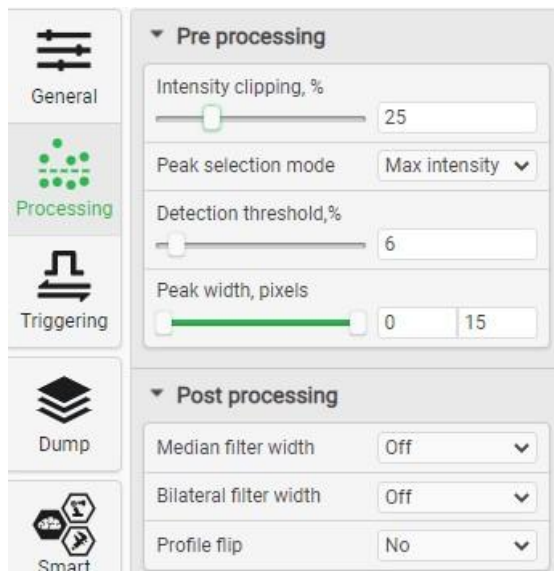 General
Processing
Triggering
Dump
Smart
Pre processing
Intensity clipping, %
25
Peak selection mode
Max intensity
Detection threshold,%
6
Peak width, pixels
0
15
Post processing
Median filter width
Off
Bilateral filter width
Off
Profile flip
No